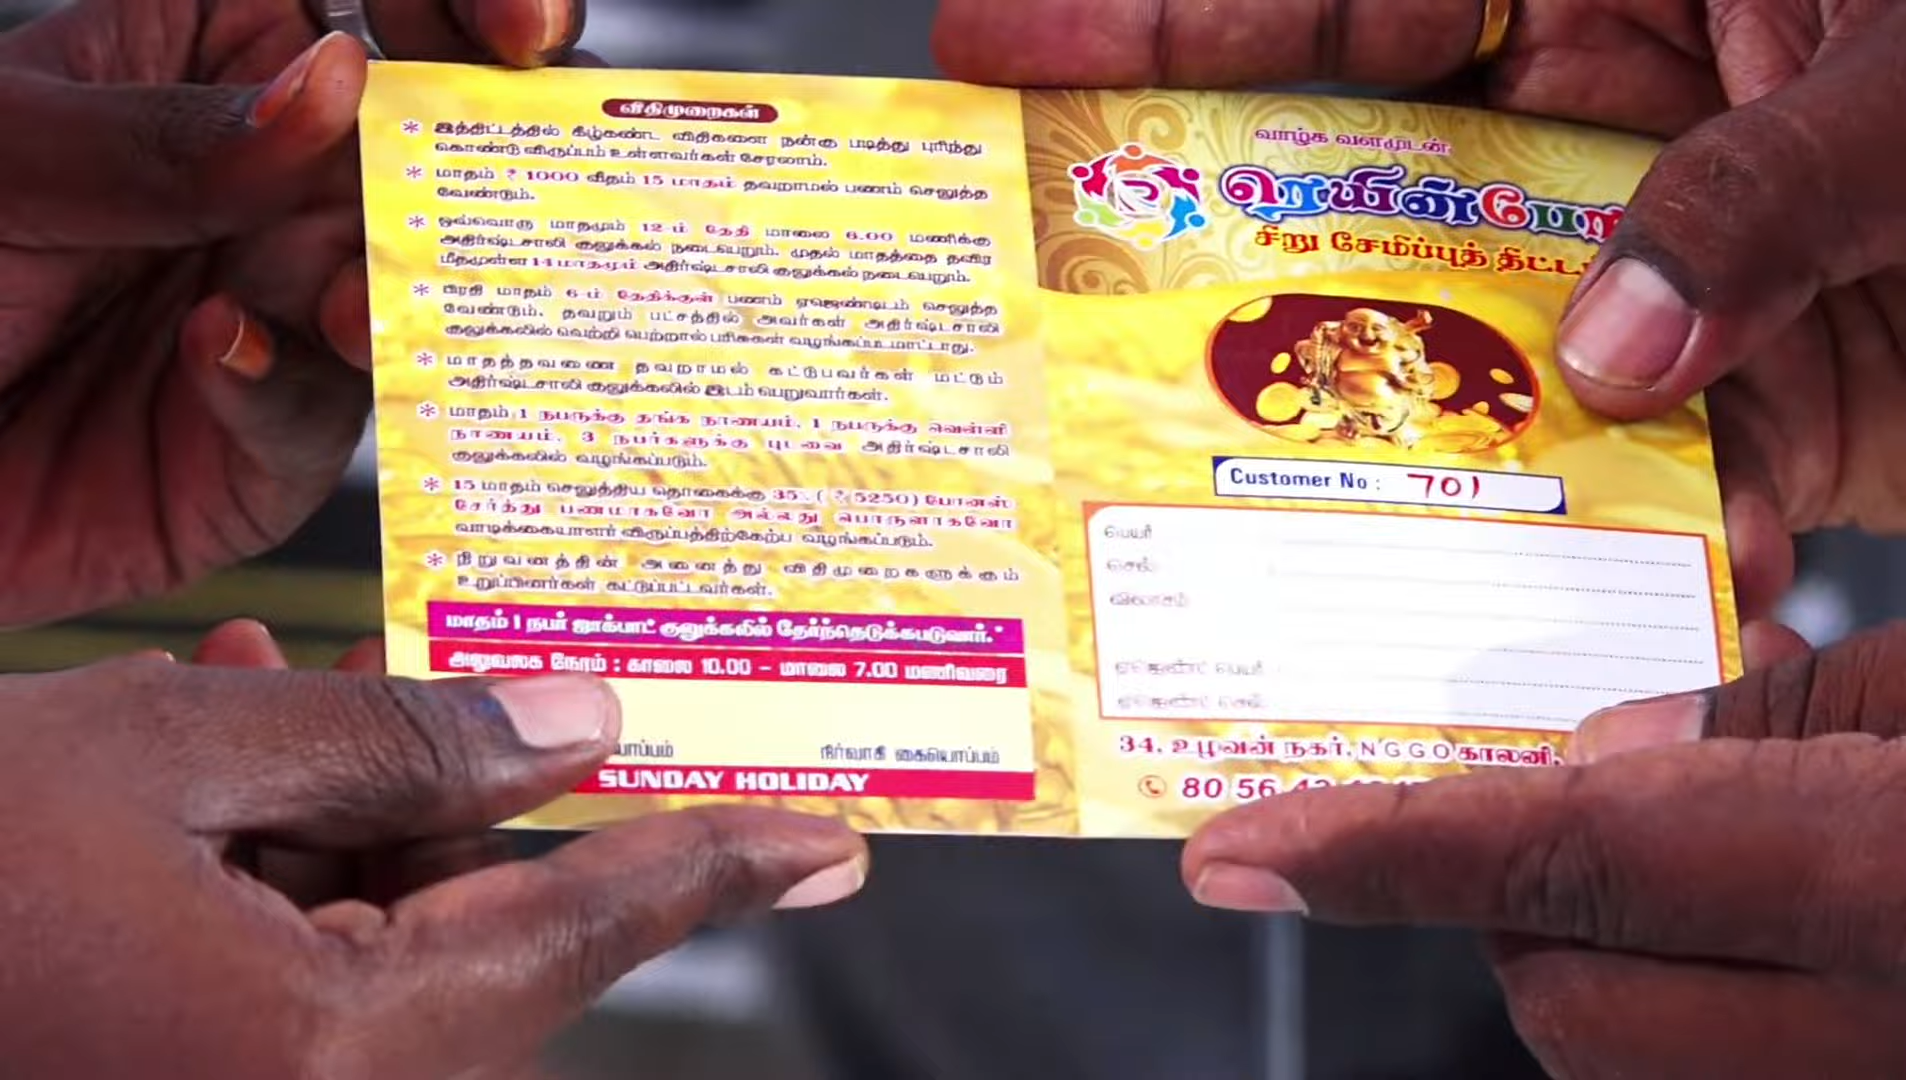 விதிமுறைகள்
* இத்திட்டத்தில் கீழ்கண்ட விதிகளை நன்கு படித்து புரிந்து
கொண்டு விருப்பம் உள்ளவர்கள் சேரலாம்.
* மாதம் ₹ 1000 வீதம் 15 மாதம் தவறாமல் பணம் செலுத்த
வேண்டும்.
* ஒவ்வொரு மாதமும் 12-ம் தேதி மாலை 6.00 மணிக்கு
அதிர்ஷ்டசாலி குலுக்கல் நடைபெறும். முதல் மாதத்தை தவிர
மீதமுள்ள 14 மாதமும் அதிர்ஷ்டசாலி குலுக்கல் நடைபெறும்.
* பிரதி மாதம் 6-ம் தேதிக்குள் பணம் ஏஜெண்டிடம் செலுத்த
வேண்டும். தவறும் பட்சத்தில் அவர்கள் அதிர்ஷ்டசாலி
குலுக்கலில் வெற்றி பெற்றால் பரிசுகள் வழங்கப்படமாட்டாது.
* மாதத்தவணை தவறாமல் கட்டுபவர்கள் மட்டும்
அதிர்ஷ்டசாலி குலுக்கலில் இடம் பெறுவார்கள்.
* மாதம் 1 நபருக்கு தங்க நாணயம், 1 நபருக்கு வெள்ளி
நாணயம், 3 நபர்களுக்கு புடவை அதிர்ஷ்டசாலி
குலுக்கலில் வழங்கப்படும்.
* 15 மாதம் செலுத்திய தொகைக்கு 35% ( ₹ 5250) போனஸ்
சேர்த்து பணமாகவோ அல்லது பொருளாகவோ
வாடிக்கையாளர் விருப்பத்திற்கேற்ப வழங்கப்படும்.
* நிறுவனத்தின் அனைத்து விதிமுறைகளுக்கும்
உறுப்பினர்கள் கட்டுப்பட்டவர்கள்.
மாதம் 1 நபர் ஜாக்பாட் குலுக்கலில் தேர்ந்தெடுக்கபடுவார்.*
அலுவலக நேரம் : காலை 10.00 - மாலை 7.00 மணிவரை
நிர்வாகி கையொப்பம்
SUNDAY HOLIDAY
வாழ்க வளமுடன்
சிறு சேமிப்புத்
Customer No : 701
பெயர்
செல்
விலாசம்
ஏஜெண்ட் பெயர்
ஏஜெண்ட் செல்
34, உழவன் நகர், N G G O காலனி,
80 56